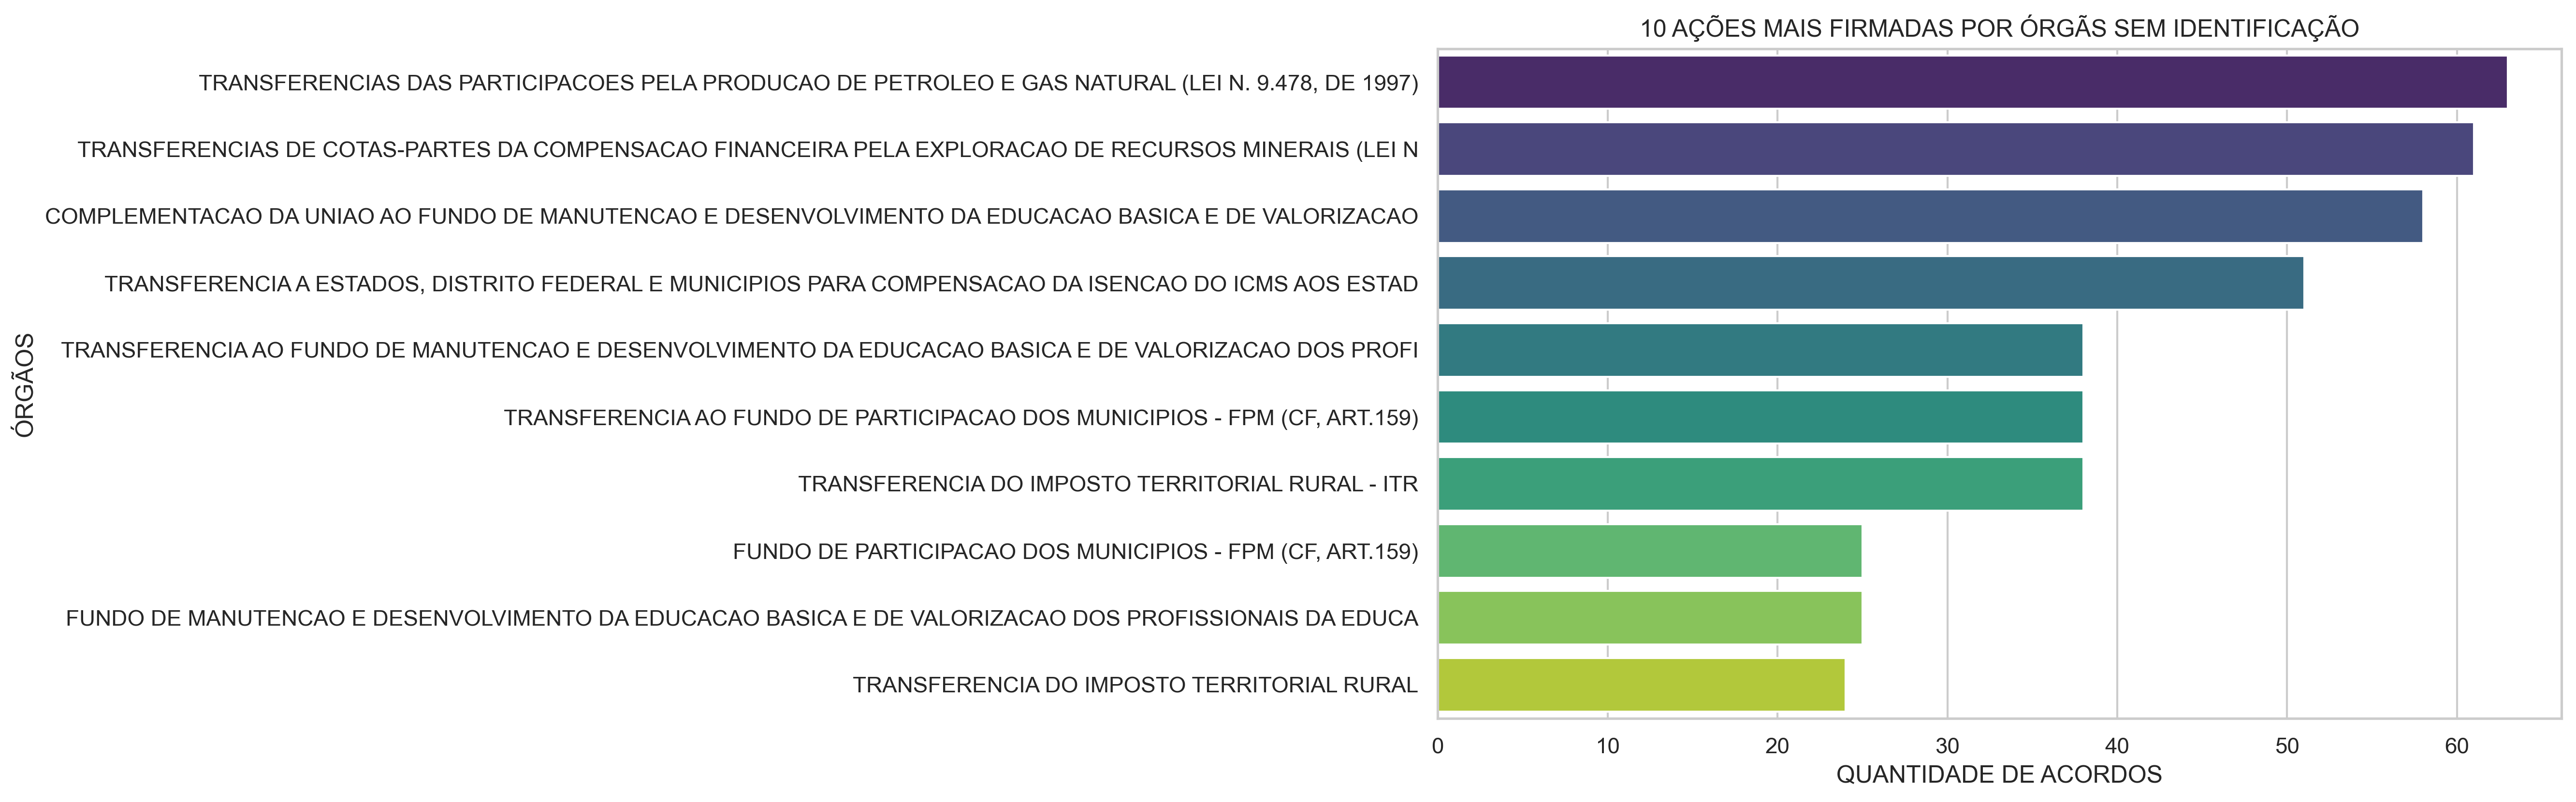 10 AÇÕES MAIS FIRMADAS POR ÓRGÃS SEM IDENTIFICAÇÃO
TRANSFERENCIAS DAS PARTICIPACOES PELA PRODUCAO DE PETROLEO E GAS NATURAL (LEI N. 9.478, DE 1997)
TRANSFERENCIAS DE COTAS-PARTES DA COMPENSACAO FINANCEIRA PELA EXPLORACAO DE RECURSOS MINERAIS (LEI N
COMPLEMENTACAO DA UNIAO AO FUNDO DE MANUTENCAO E DESENVOLVIMENTO DA EDUCACAO BASICA E DE VALORIZACAO
TRANSFERENCIA A ESTADOS, DISTRITO FEDERAL E MUNICIPIOS PARA COMPENSACAO DA ISENCAO DO ICMS AOS ESTAD
TRANSFERENCIA AO FUNDO DE MANUTENCAO E DESENVOLVIMENTO DA EDUCACAO BASICA E DE VALORIZACAO DOS PROFI
TRANSFERENCIA AO FUNDO DE PARTICIPACAO DOS MUNICIPIOS - FPM (CF, ART.159)
TRANSFERENCIA DO IMPOSTO TERRITORIAL RURAL - ITR
FUNDO DE PARTICIPACAO DOS MUNICIPIOS - FPM (CF, ART.159)
FUNDO DE MANUTENCAO E DESENVOLVIMENTO DA EDUCACAO BASICA E DE VALORIZACAO DOS PROFISSIONAIS DA EDUCA
TRANSFERENCIA DO IMPOSTO TERRITORIAL RURAL
ÓRGÃOS
0 10 20 30 40 50 60
QUANTIDADE DE ACORDOS